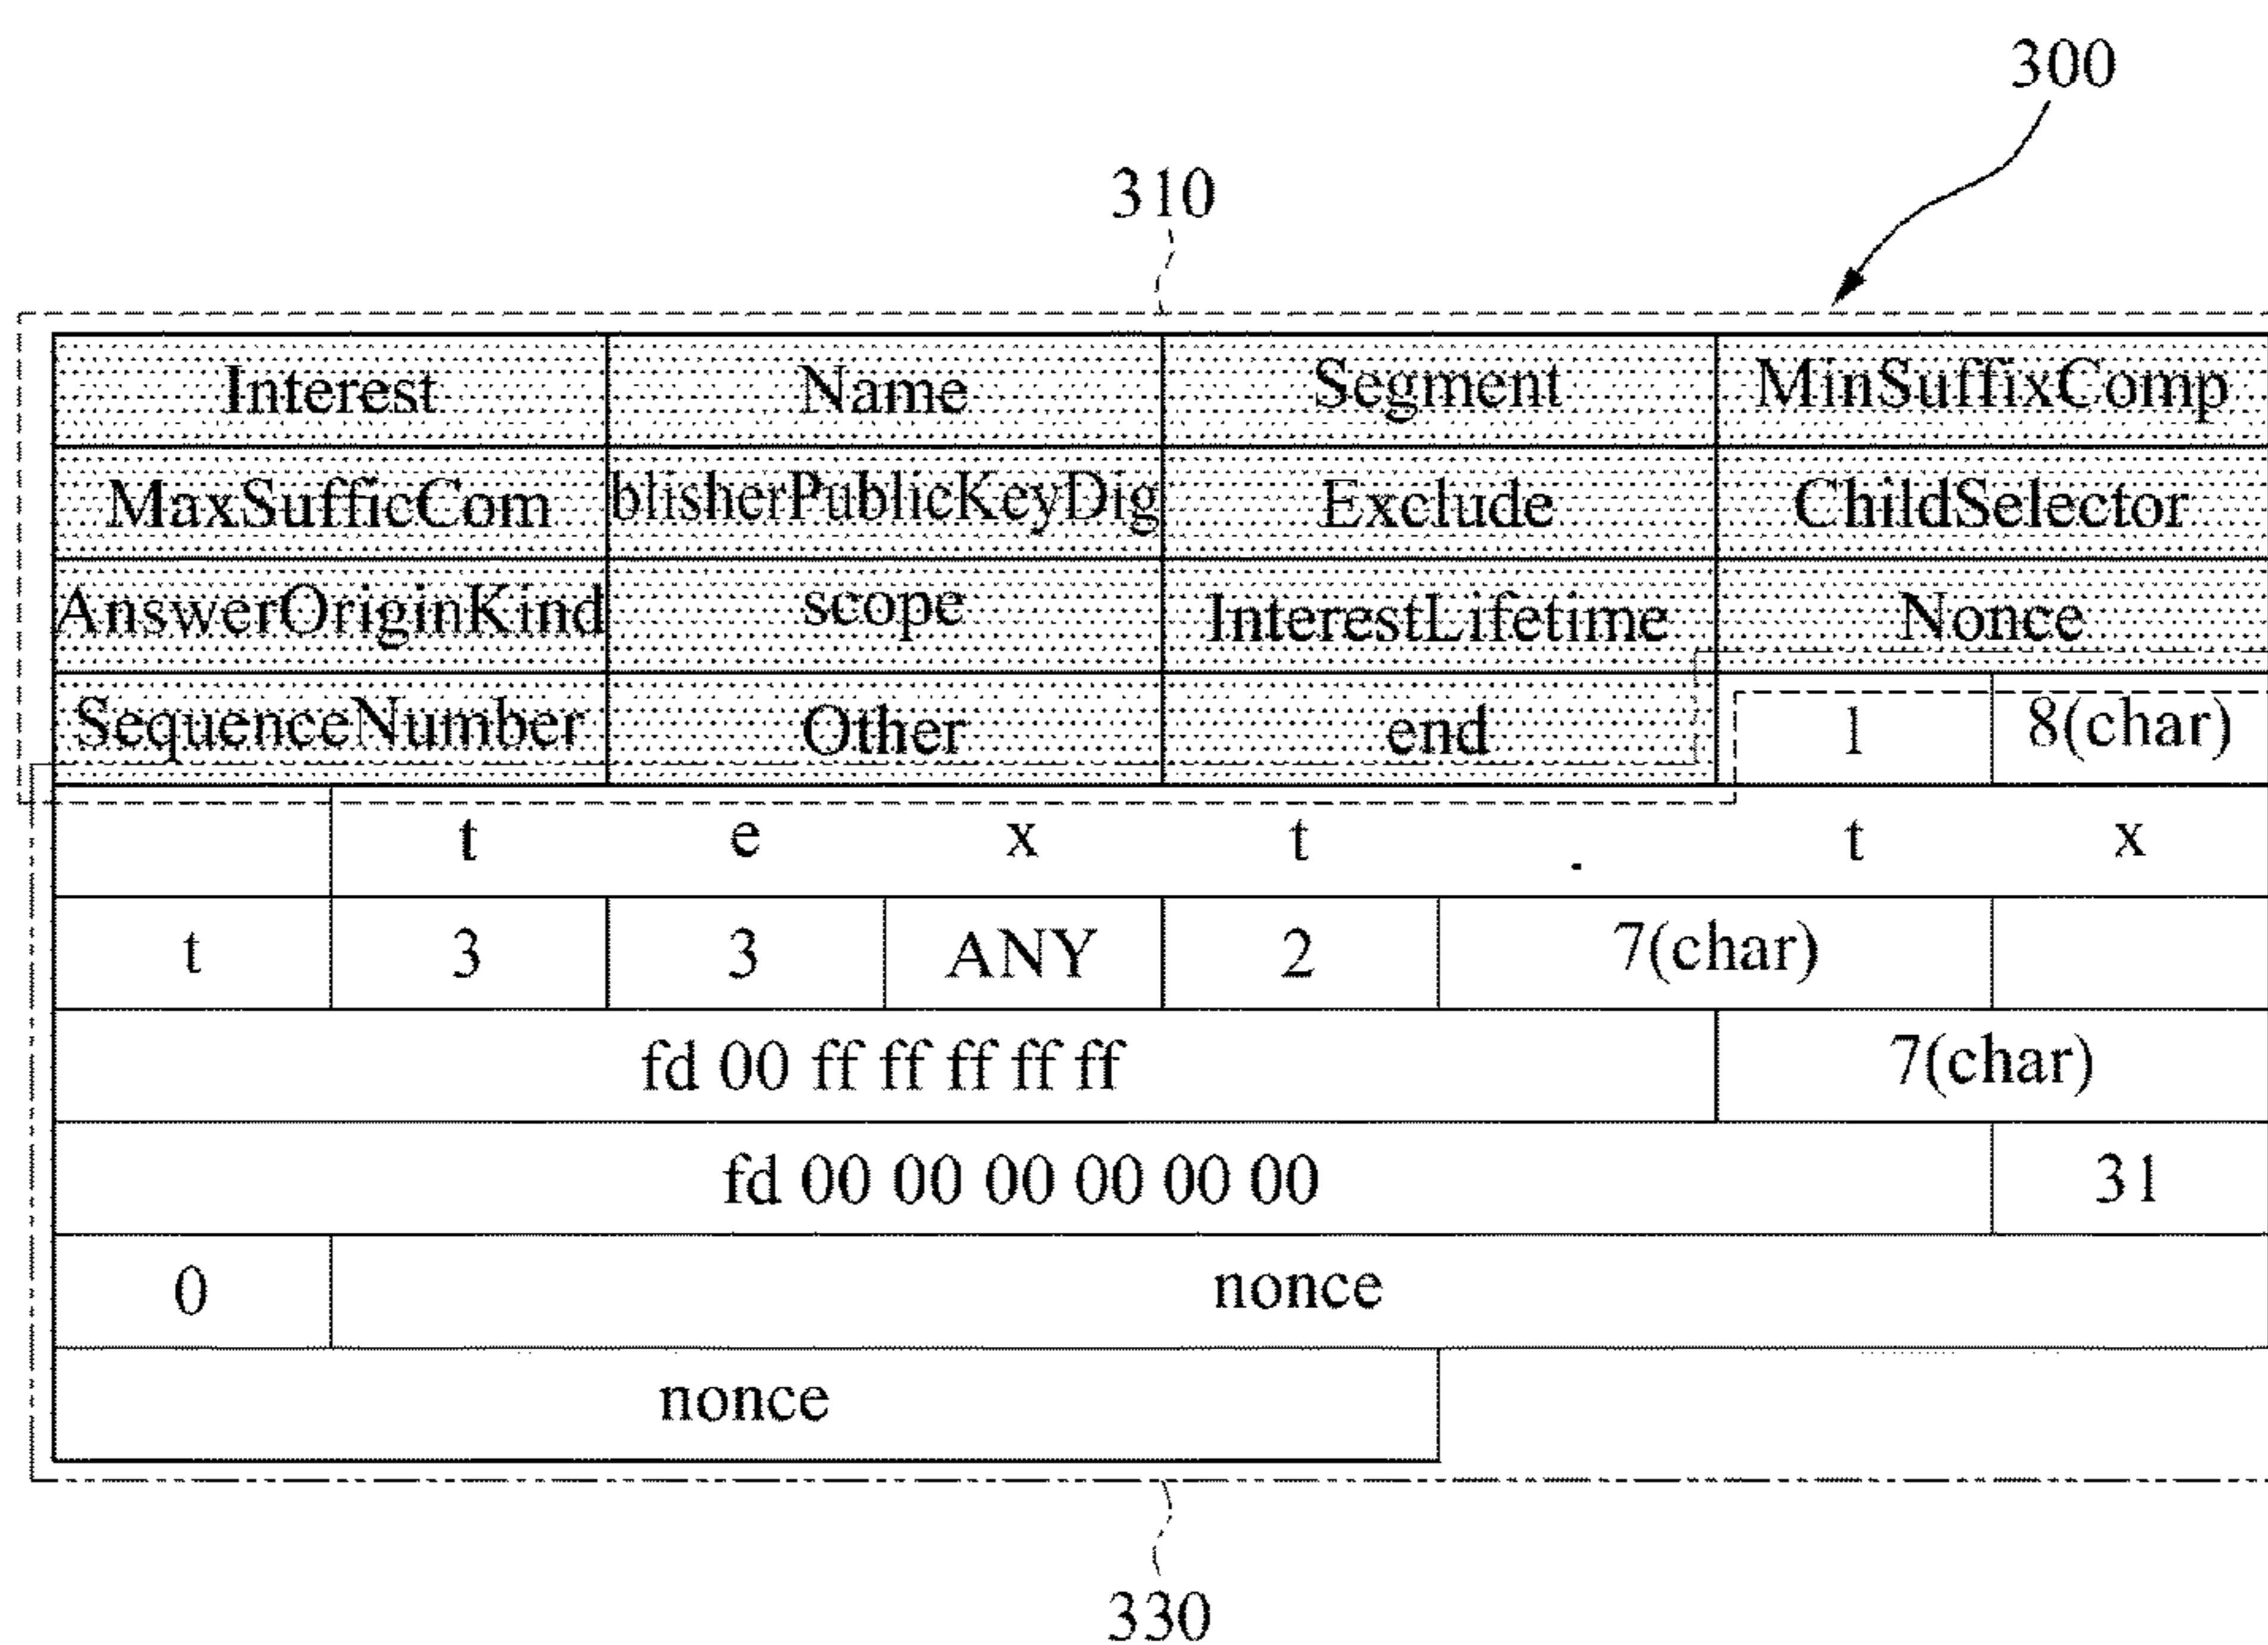 300
310
Interest Name Segment MinSuffixComp
MaxSufficCom blisherPublicKeyDig Exclude ChildSelector
AnswerOriginKind scope InterestLifetime Nonce
SequenceNumber Other end 1 8(char)
t e x t . t x
t 3 3 ANY 2 7(char)
fd 00 ff ff ff ff ff 7(char)
fd 00 00 00 00 00 00 31
0 nonce
nonce
330